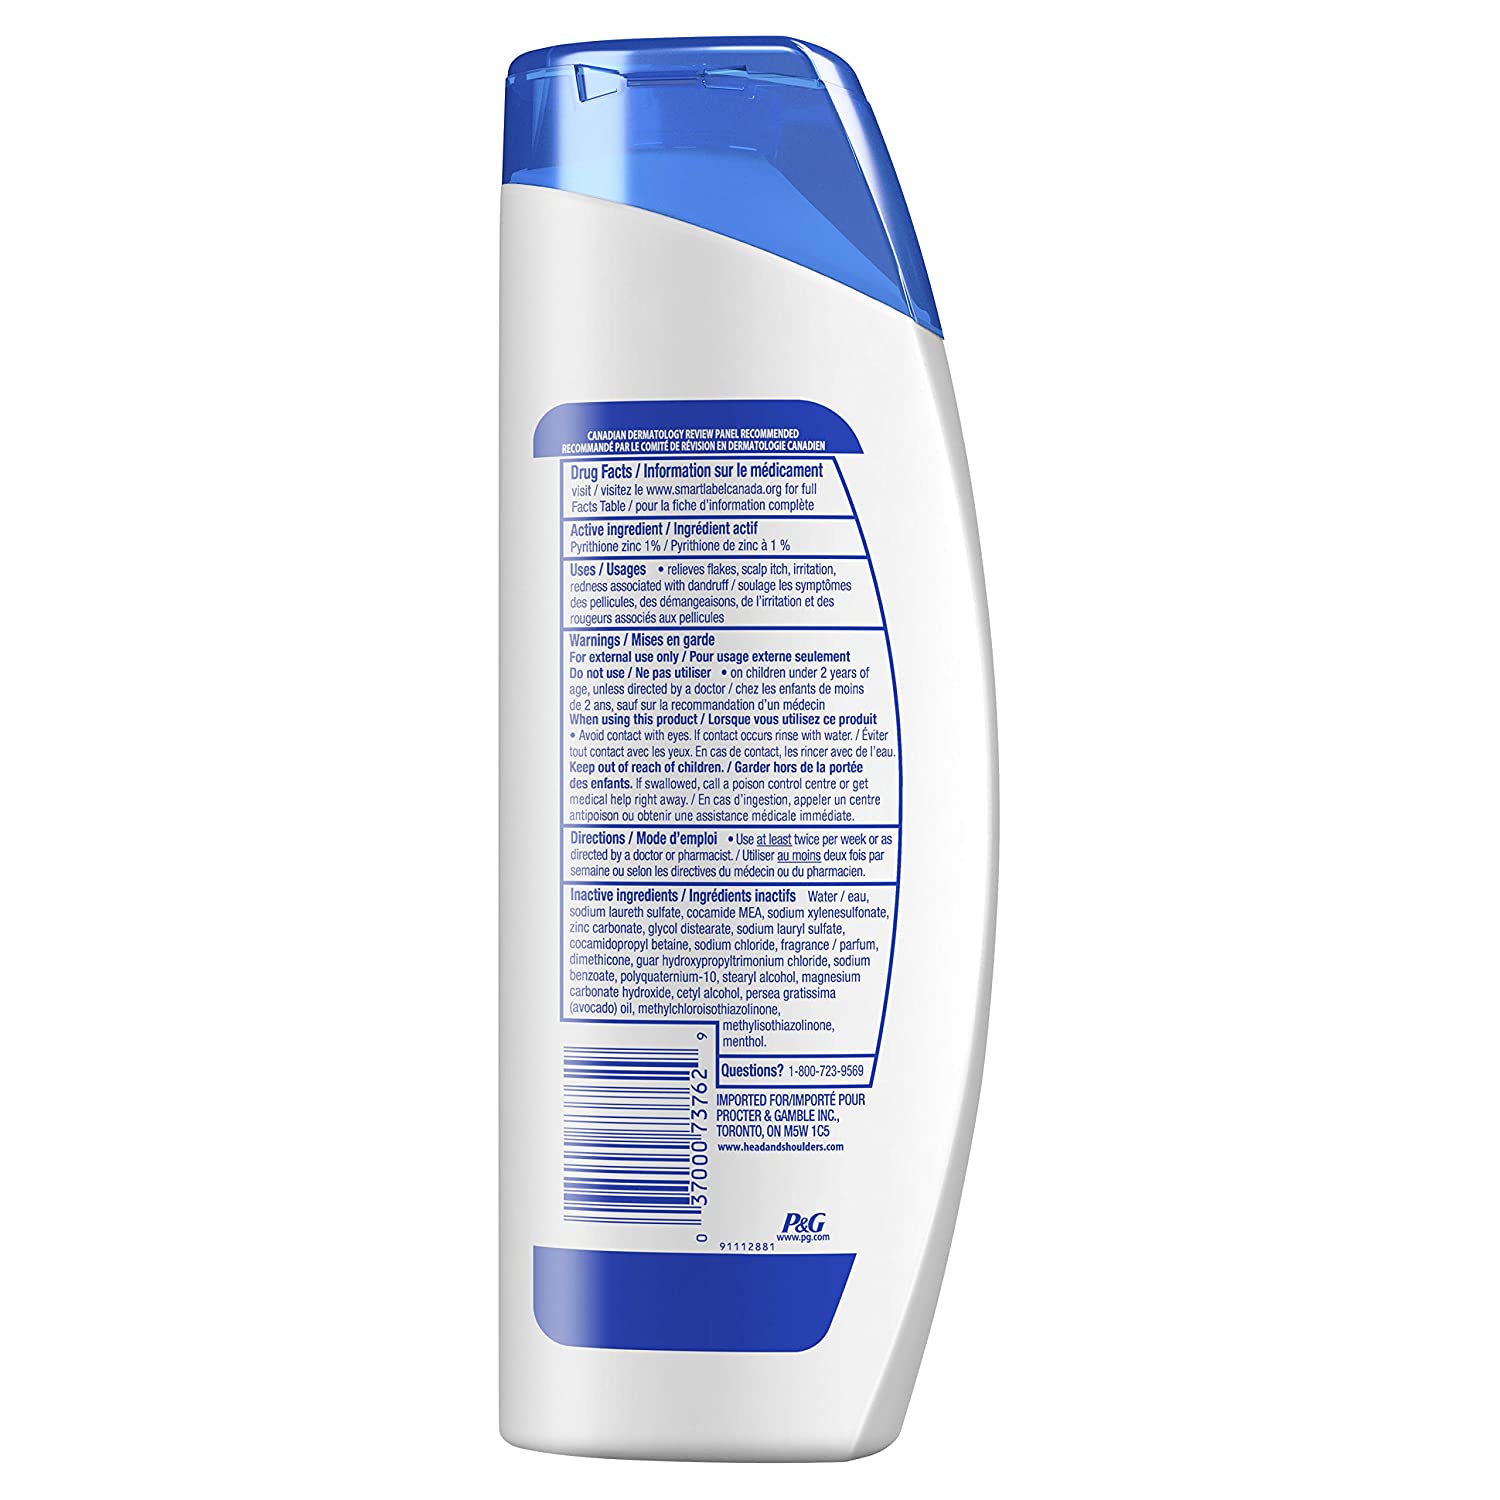 CANADIAN DERMATOLOGY REVIEW PANEL RECOMMENDED
RECOMMANDÉ PAR LE COMITÉ DE RÉVISION EN DERMATOLOGIE CANADIEN
Drug Facts / Information sur le médicament
visit / visitez le www.smartlabelcanada.org for full
Facts Table / pour la fiche d'information complète
Active ingredient / Ingrédient actif
Pyrithione zinc 1% / Pyrithione de zinc à 1 %
Uses / Usages • relieves flakes, scalp itch, irritation,
redness associated with dandruff / soulage les symptômes
des pellicules, des démangeaisons, de l'irritation et des
rougeurs associés aux pellicules
Warnings / Mises en garde
For external use only / Pour usage externe seulement
Do not use / Ne pas utiliser • on children under 2 years of
age, unless directed by a doctor / chez les enfants de moins
de 2 ans, sauf sur la recommandation d'un médecin
When using this product / Lorsque vous utilisez ce produit
• Avoid contact with eyes. If contact occurs rinse with water. / Éviter
tout contact avec les yeux. En cas de contact, les rincer avec de l'eau.
Keep out of reach of children. / Garder hors de la portée
des enfants. If swallowed, call a poison control centre or get
medical help right away. / En cas d'ingestion, appeler un centre
antipoison ou obtenir une assistance médicale immédiate.
Directions / Mode d'emploi • Use at least twice per week or as
directed by a doctor or pharmacist. / Utiliser au moins deux fois par
semaine ou selon les directives du médecin ou du pharmacien.
Inactive ingredients / Ingrédients inactifs Water / eau,
sodium laureth sulfate, cocamide MEA, sodium xylenesulfonate,
zinc carbonate, glycol distearate, sodium lauryl sulfate,
cocamidopropyl betaine, sodium chloride, fragrance / parfum,
dimethicone, guar hydroxypropyltrimonium chloride, sodium
benzoate, polyquaternium-10, stearyl alcohol, magnesium
carbonate hydroxide, cetyl alcohol, persea gratissima
(avocado) oil, methylchloroisothiazolinone,
methylisothiazolinone,
menthol.
Questions? 1-800-723-9569
IMPORTED FOR/IMPORTÉ POUR
PROCTER & GAMBLE INC.,
TORONTO, ON M5W 1C5
www.headandshoulders.com
0 37000 73762 9
P&G
www.pg.com
91112881